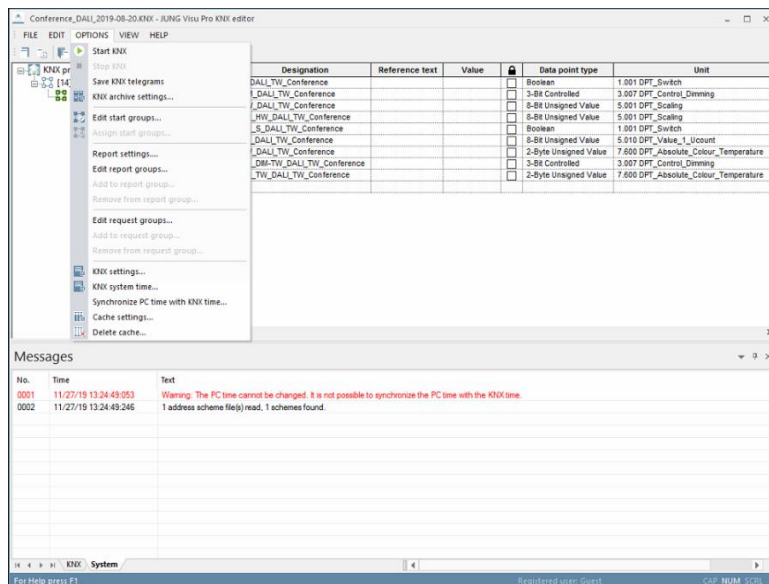 Conference_DALI_2019-08-20.KNX - JUNG Visu Pro KNX editor
FILE EDIT OPTIONS VIEW HELP
Start KNX
Stop KNX
Save KNX telegrams
KNX archive settings...
Edit start groups...
Assign start groups...
Report settings....
Edit report groups...
Add to report group...
Remove from report group...
Edit request groups...
Add to request group...
Remove from request group...
KNX settings...
KNX system time...
Synchronize PC time with KNX time...
Cache settings...
Delete cache...
KNX pr
[14]
Designation Reference text Value Data point type Unit
DALI_TW_Conference Boolean 1.001 DPT_Switch
_DALI_TW_Conference 3-Bit Controlled 3.007 DPT_Control_Dimming
_DALI_TW_Conference 8-Bit Unsigned Value 5.001 DPT_Scaling
_HW_DALI_TW_Conference 8-Bit Unsigned Value 5.001 DPT_Scaling
_S_DALI_TW_Conference Boolean 1.001 DPT_Switch
_DALI_TW_Conference 8-Bit Unsigned Value 5.010 DPT_Value_1_Ucount
_DALI_TW_Conference 2-Byte Unsigned Value 7.600 DPT_Absolute_Colour_Temperature
_DIM-TW_DALI_TW_Conference 3-Bit Controlled 3.007 DPT_Control_Dimming
_TW_DALI_TW_Conference 2-Byte Unsigned Value 7.600 DPT_Absolute_Colour_Temperature
Messages
No. Time Text
0001 11/27/19 13:24:49:053 Warning: The PC time cannot be changed. It is not possible to synchronize the PC time with the KNX time.
0002 11/27/19 13:24:49:246 1 address scheme file(s) read, 1 schemes found.
KNX System
For Help press F1 Registered user: Guest CAP NUM SCRL